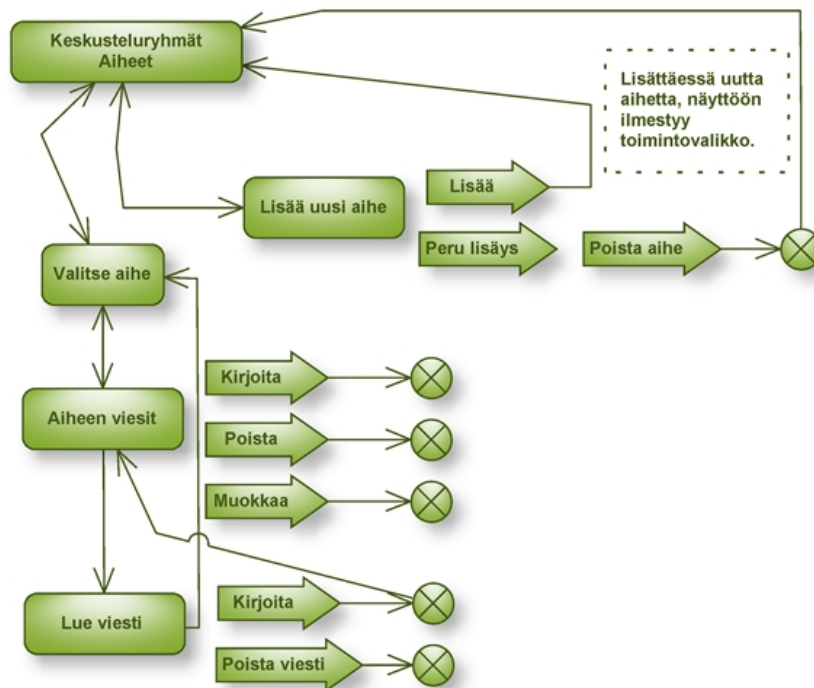 Keskusteluryhmät
Aiheet
Lisättäessä uutta
aihetta, näyttöön
ilmestyy
toimintovalikko.
Lisää uusi aihe
Lisää
Peru lisäys
Poista aihe
Valitse aihe
Aiheen viesit
Kirjoita
Poista
Muokkaa
Lue viesti
Kirjoita
Poista viesti